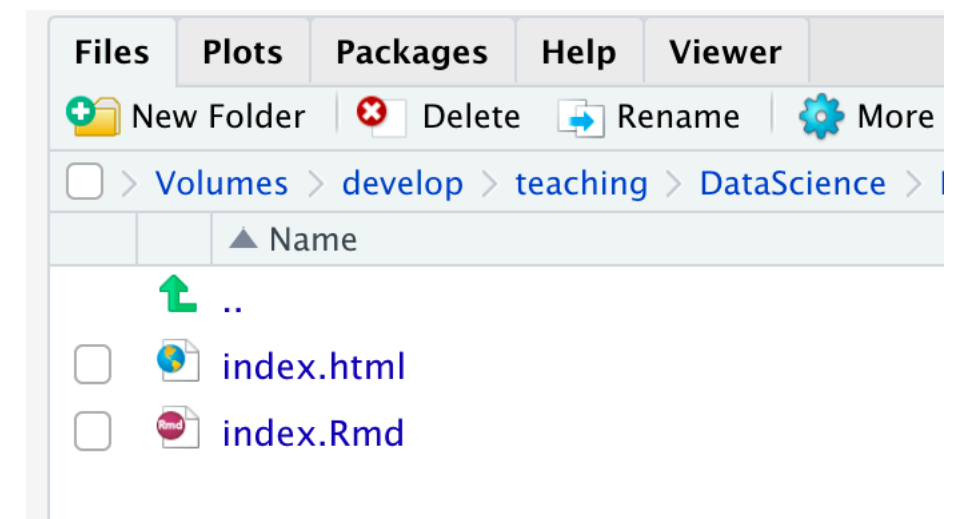 Files Plots Packages Help Viewer
New Folder Delete Rename More
Volumes > develop > teaching > DataScience >
Name
..
index.html
Rmd index.Rmd